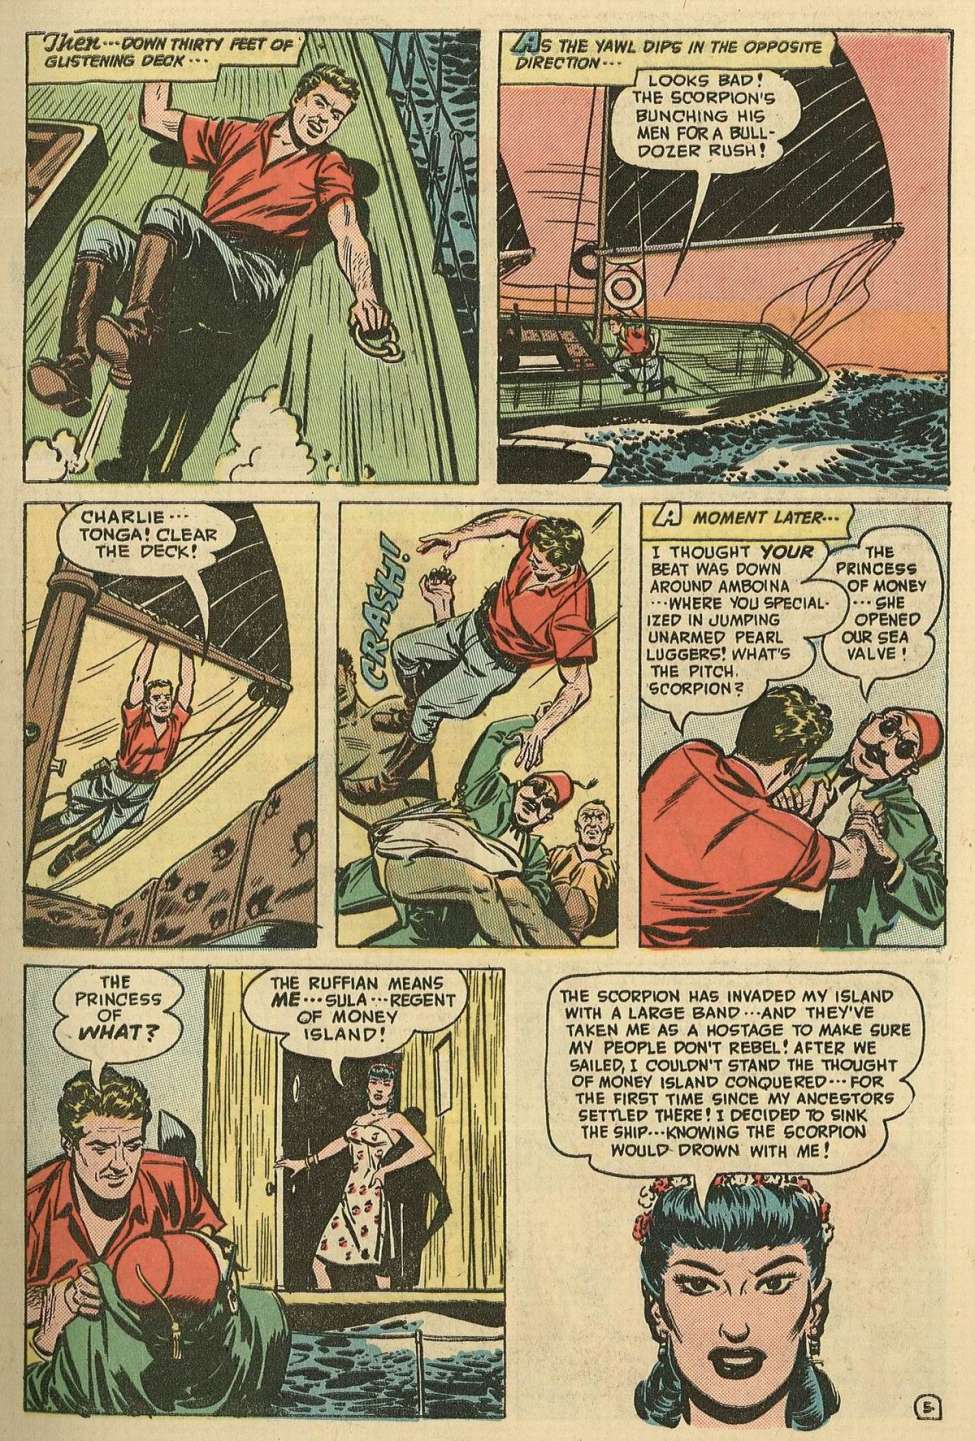 Then---DOWN THIRTY FEET OF
GLISTENING DECK---
AS THE YAWL DIPS IN THE OPPOSITE
DIRECTION---
LOOKS BAD!
THE SCORPION'S
BUNCHING HIS
MEN FOR A BULL-
DOZER RUSH!
CHARLIE---
TONGA! CLEAR
THE DECK!
CRASH!
A MOMENT LATER---
I THOUGHT YOUR
BEAT WAS DOWN
AROUND AMBOINA
---WHERE YOU SPECIAL-
IZED IN JUMPING
UNARMED PEARL
LUGGERS! WHAT'S
THE PITCH,
SCORPION?
THE
PRINCESS
OF MONEY
---SHE
OPENED
OUR SEA
VALVE!
THE
PRINCESS
OF
WHAT?
THE RUFFIAN MEANS
ME---SULA---REGENT
OF MONEY
ISLAND!
THE SCORPION HAS INVADED MY ISLAND
WITH A LARGE BAND---AND THEY'VE
TAKEN ME AS A HOSTAGE TO MAKE SURE
MY PEOPLE DON'T REBEL! AFTER WE
SAILED, I COULDN'T STAND THE THOUGHT
OF MONEY ISLAND CONQUERED---FOR
THE FIRST TIME SINCE MY ANCESTORS
SETTLED THERE! I DECIDED TO SINK
THE SHIP---KNOWING THE SCORPION
WOULD DROWN WITH ME!
5